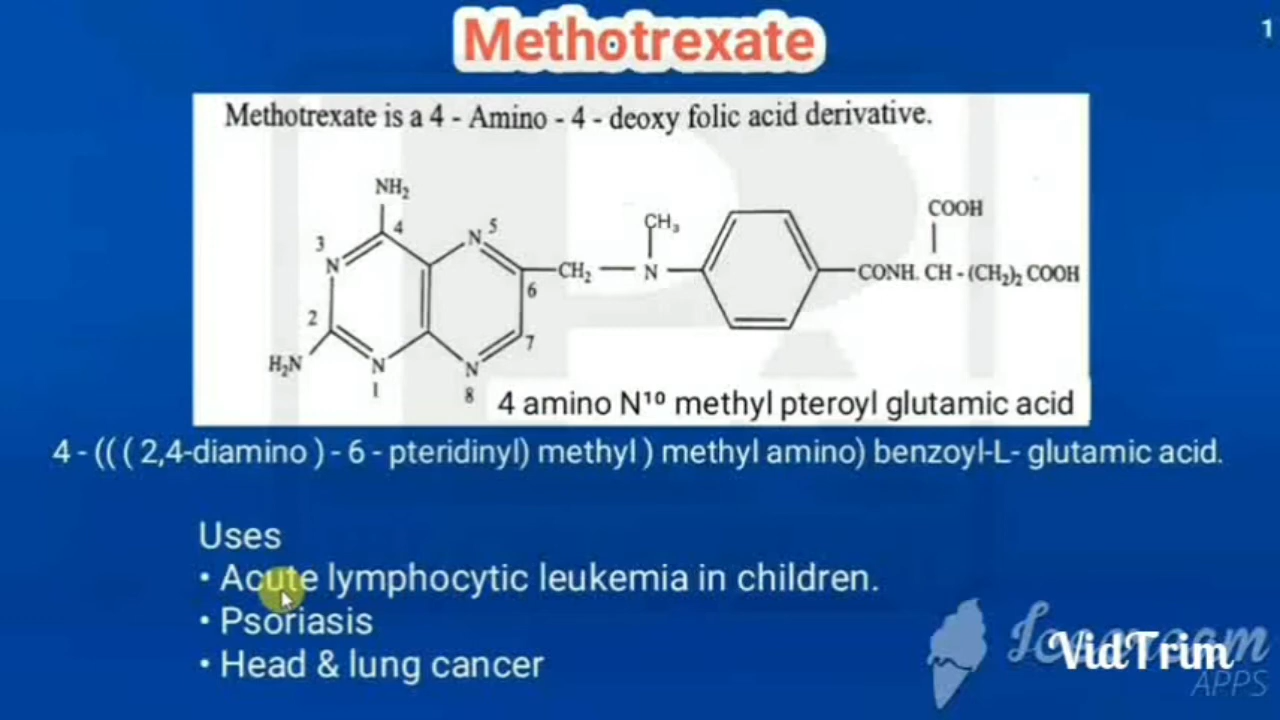 Methotrexate
1
Methotrexate is a 4 - Amino - 4 - deoxy folic acid derivative.
NH₂
4
3
N
N
5
CH₃
COOH
CH₂
N
CONH. CH - (CH₂)₂ COOH
6
2
7
H₂N
N
N
1
8
4 amino N¹⁰ methyl pteroyl glutamic acid
4 - ((( 2,4-diamino ) - 6 - pteridinyl) methyl ) methyl amino) benzoyl-L- glutamic acid.
Uses
• Acute lymphocytic leukemia in children.
• Psoriasis
• Head & lung cancer
Icecream
VidTrim
APPS